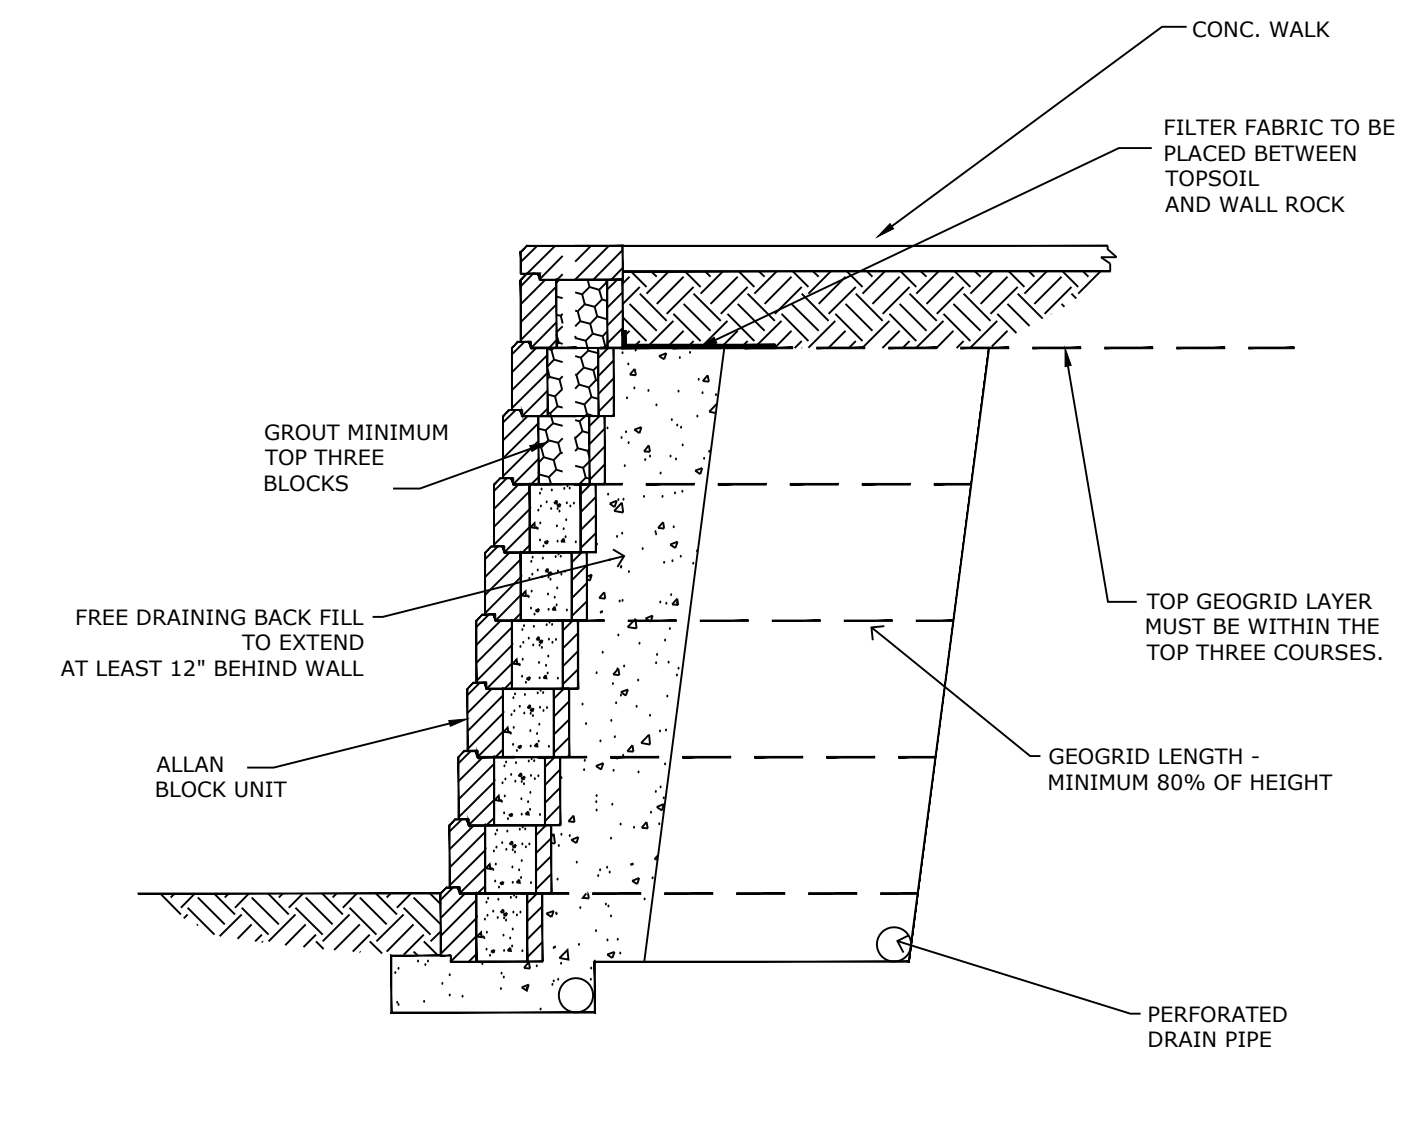 CONC. WALK
FILTER FABRIC TO BE
PLACED BETWEEN
TOPSOIL
AND WALL ROCK
GROUT MINIMUM
TOP THREE
BLOCKS
FREE DRAINING BACK FILL
TO EXTEND
AT LEAST 12" BEHIND WALL
TOP GEOGRID LAYER
MUST BE WITHIN THE
TOP THREE COURSES.
ALLAN
BLOCK UNIT
GEOGRID LENGTH -
MINIMUM 80% OF HEIGHT
PERFORATED
DRAIN PIPE